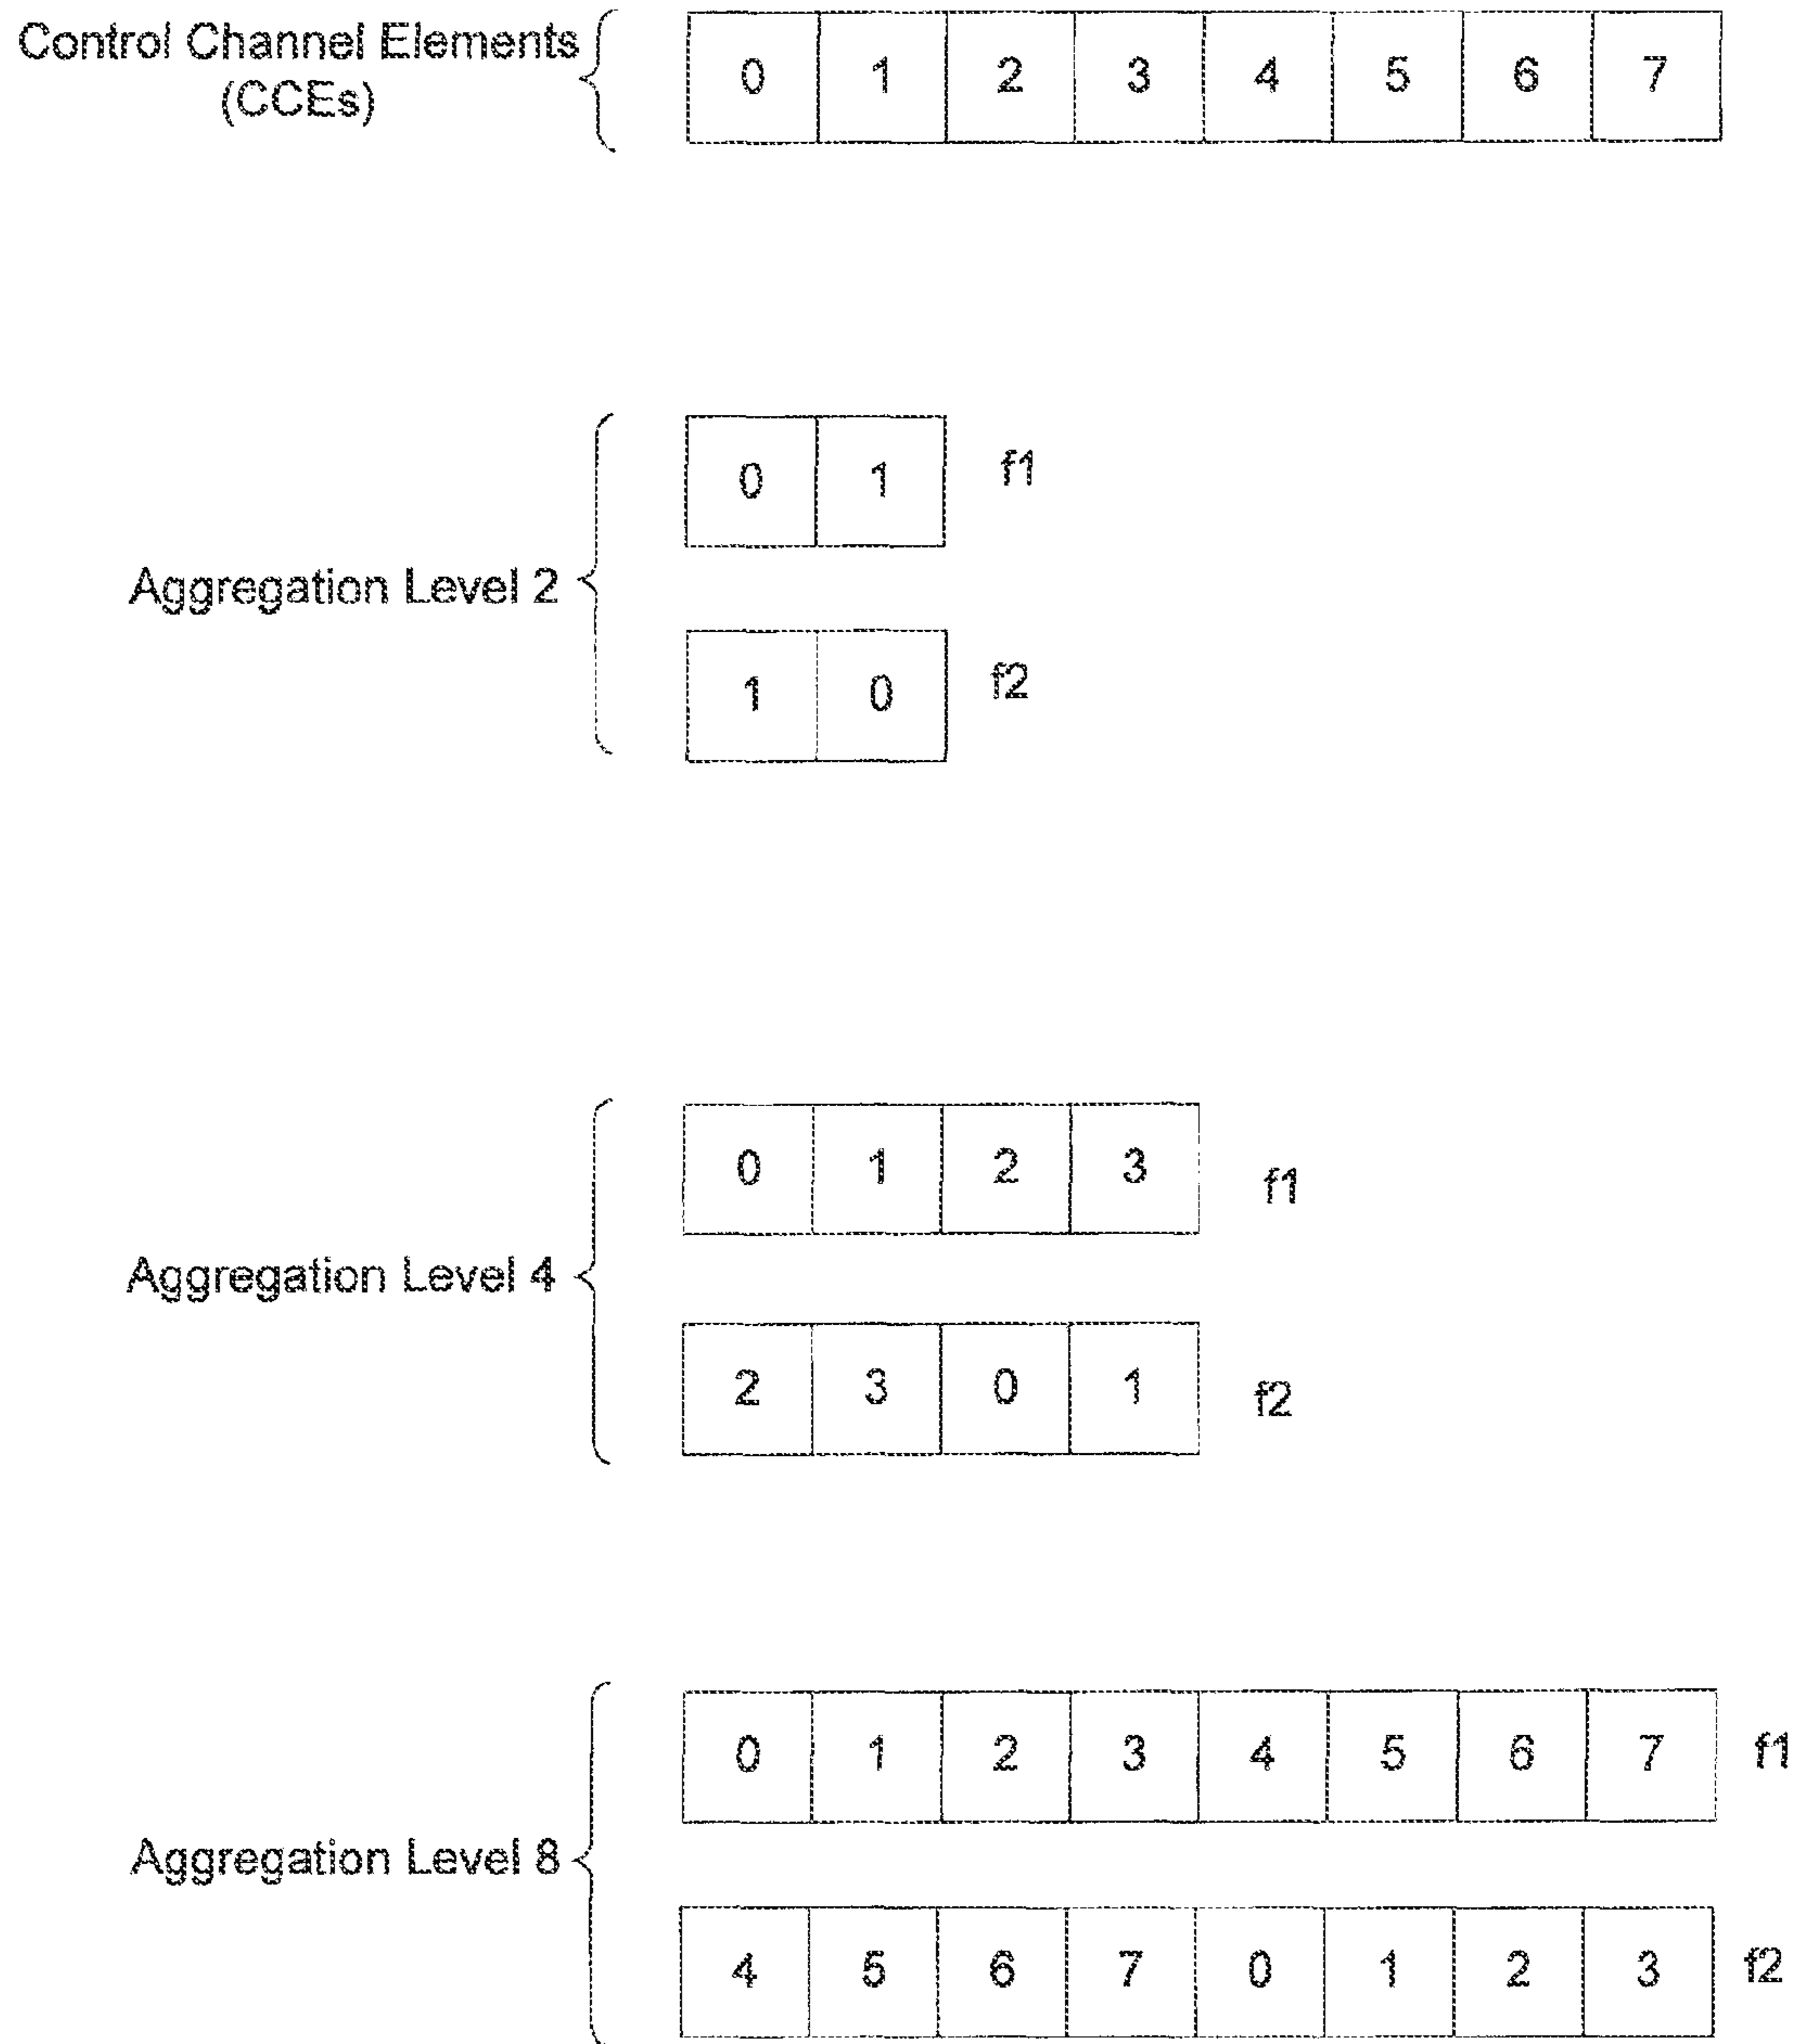 Control Channel Elements
(CCEs)
0 1 2 3 4 5 6 7
Aggregation Level 2
0 1 f1
1 0 f2
Aggregation Level 4
0 1 2 3 f1
2 3 0 1 f2
Aggregation Level 8
0 1 2 3 4 5 6 7 f1
4 5 6 7 0 1 2 3 f2